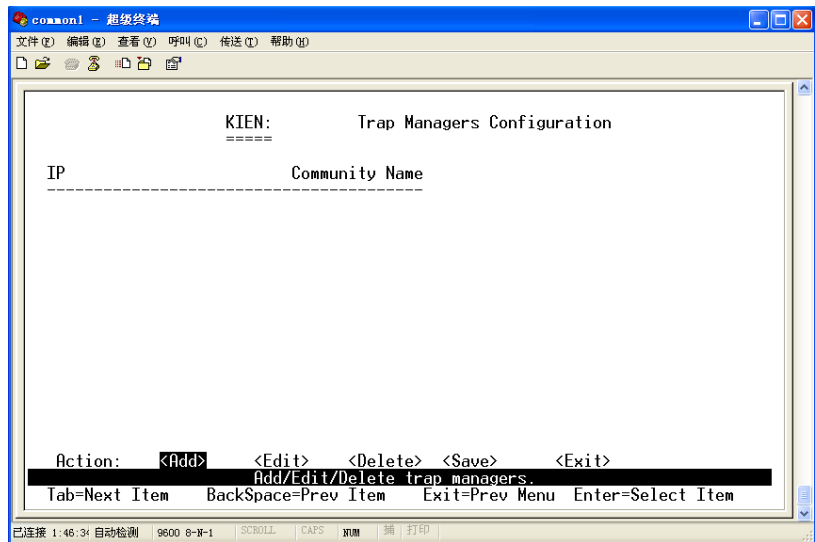 common1 - 超级终端
文件(F) 编辑(E) 查看(V) 呼叫(C) 传送(T) 帮助(H)
KIEN: Trap Managers Configuration
=====
IP Community Name
----------------------------------------
Action: <Add> <Edit> <Delete> <Save> <Exit>
Add/Edit/Delete trap managers.
Tab=Next Item BackSpace=Prev Item Exit=Prev Menu Enter=Select Item
已连接 1:46:34 自动检测 9600 8-N-1 SCROLL CAPS NUM 捕 打印